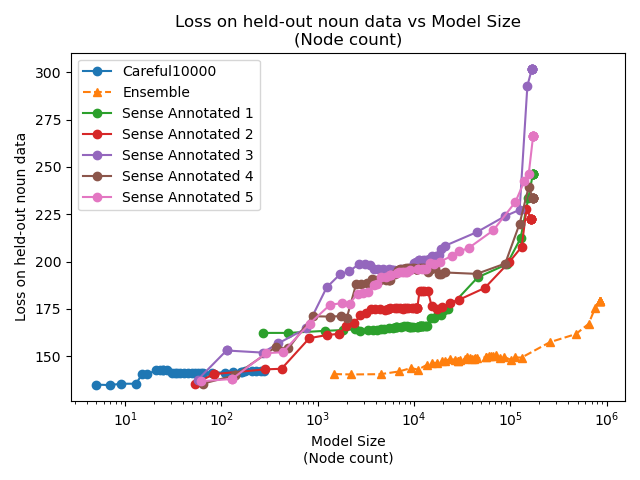 Loss on held-out noun data vs Model Size
(Node count)
Loss on held-out noun data
300
275
250
225
200
175
150
Careful10000
Ensemble
Sense Annotated 1
Sense Annotated 2
Sense Annotated 3
Sense Annotated 4
Sense Annotated 5
10¹
10²
10³
10⁴
10⁵
10⁶
Model Size
(Node count)